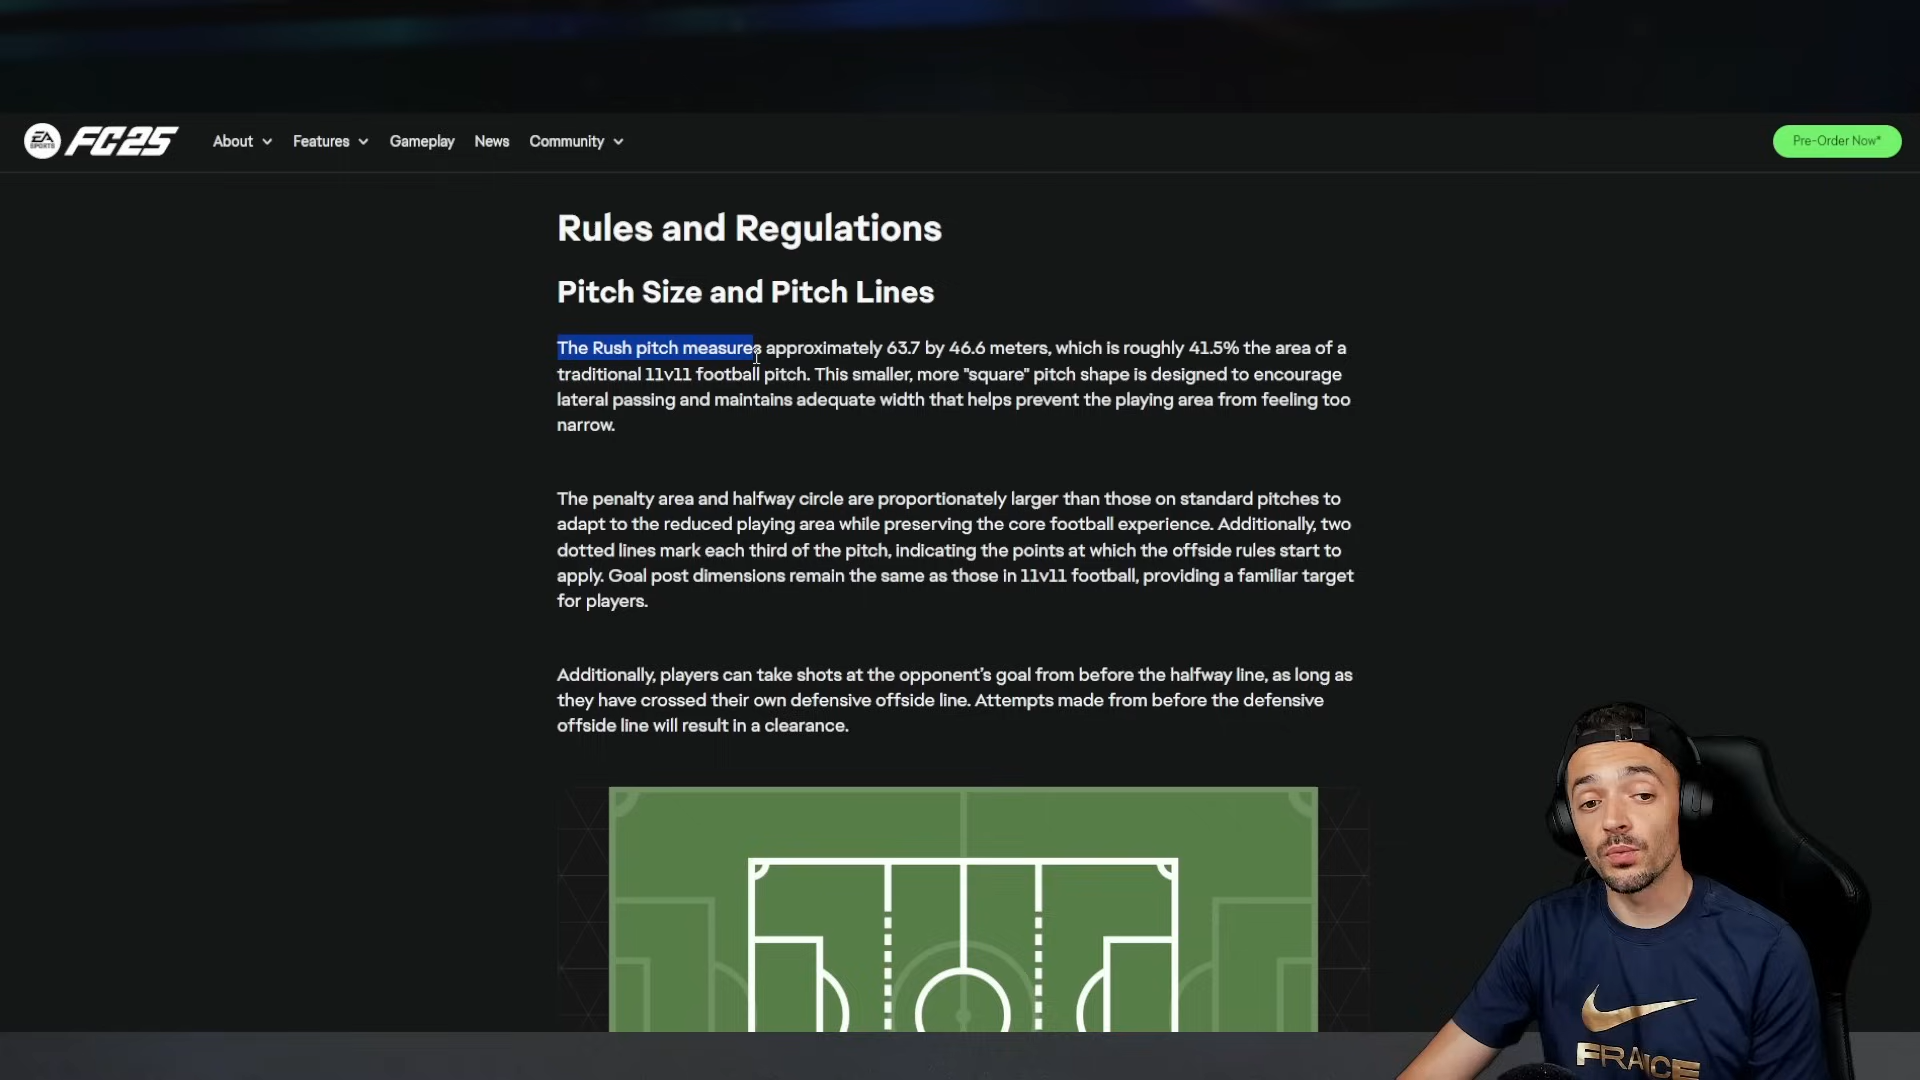 EA
SPORTS
FC25
About
Features
Gameplay
News
Community
Pre-Order Now*
Rules and Regulations
Pitch Size and Pitch Lines
The Rush pitch measures approximately 63.7 by 46.6 meters, which is roughly 41.5% the area of a
traditional 11v11 football pitch. This smaller, more "square" pitch shape is designed to encourage
lateral passing and maintains adequate width that helps prevent the playing area from feeling too
narrow.
The penalty area and halfway circle are proportionately larger than those on standard pitches to
adapt to the reduced playing area while preserving the core football experience. Additionally, two
dotted lines mark each third of the pitch, indicating the points at which the offside rules start to
apply. Goal post dimensions remain the same as those in 11v11 football, providing a familiar target
for players.
Additionally, players can take shots at the opponent’s goal from before the halfway line, as long as
they have crossed their own defensive offside line. Attempts made from before the defensive
offside line will result in a clearance.
FRANCE